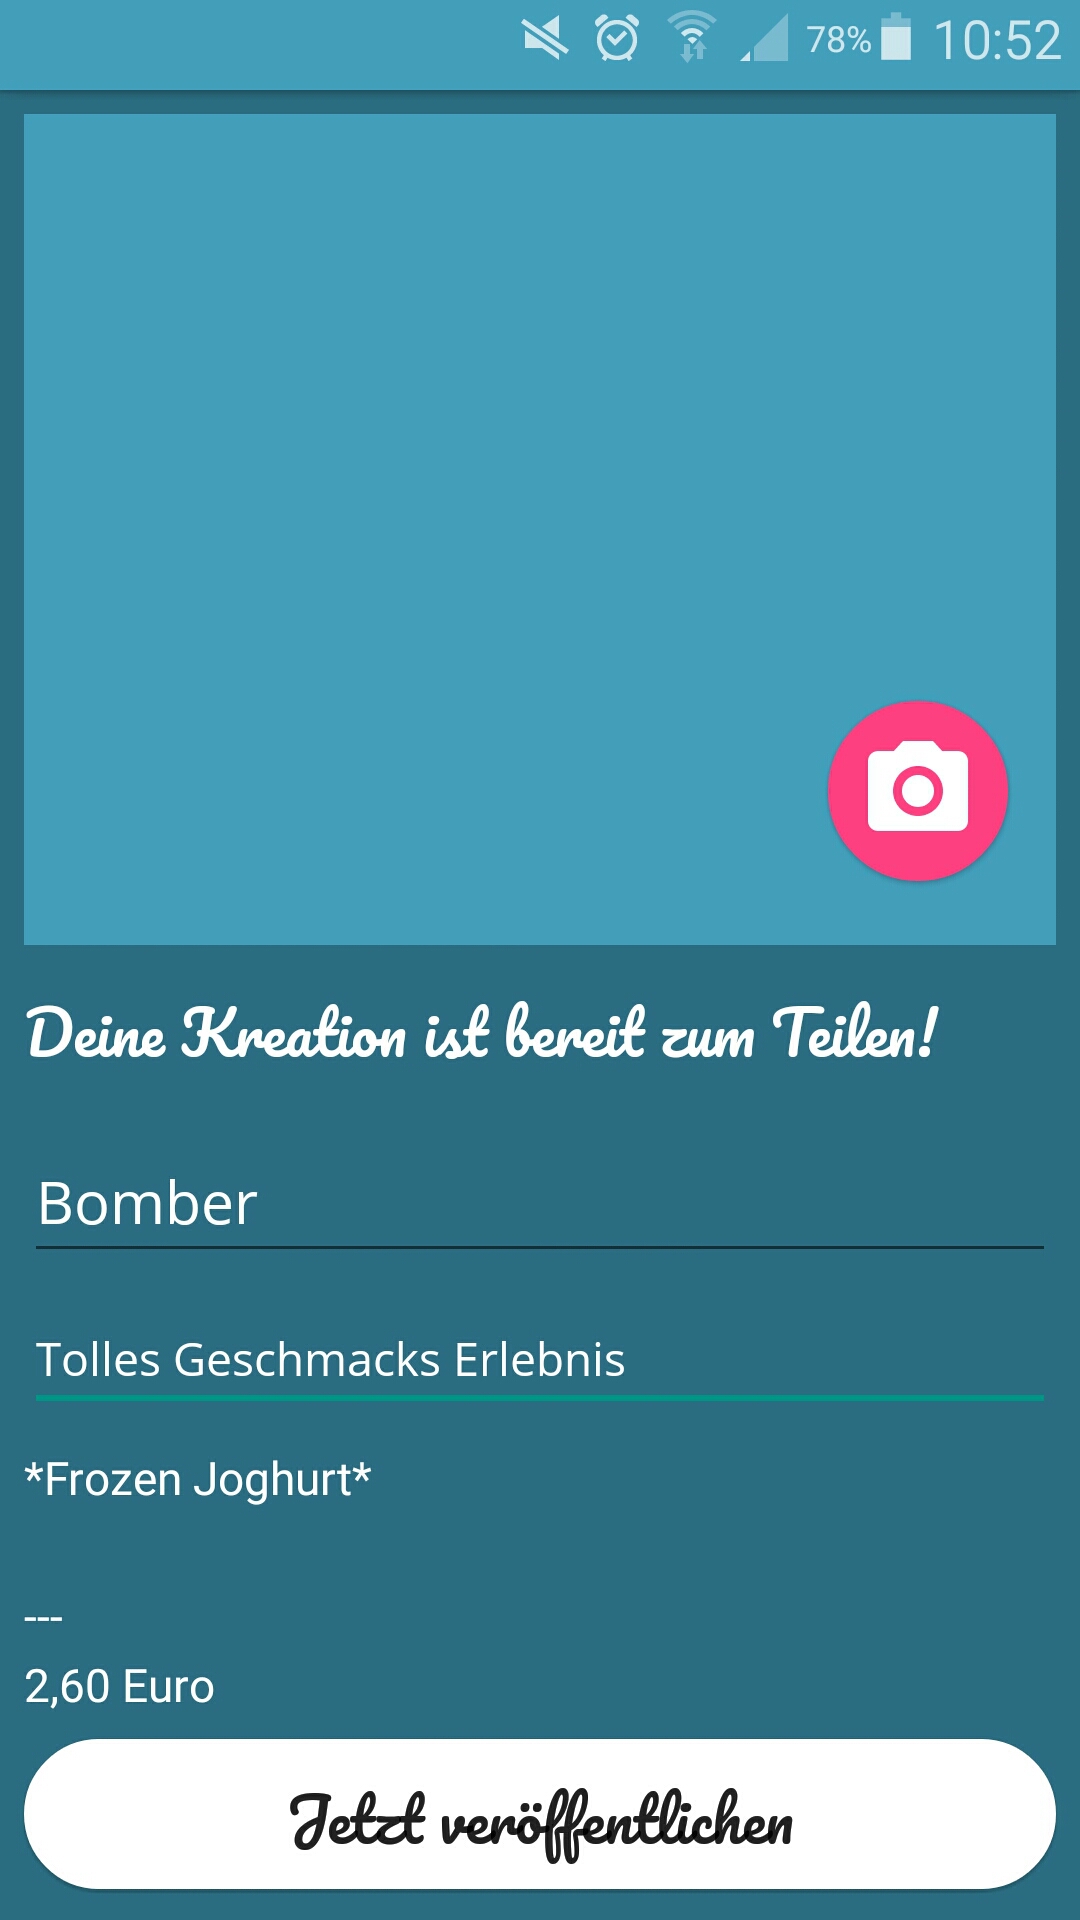 78% 10:52
Deine Kreation ist bereit zum Teilen!
Bomber
Tolles Geschmacks Erlebnis
*Frozen Joghurt*
---
2,60 Euro
Jetzt veröffentlichen